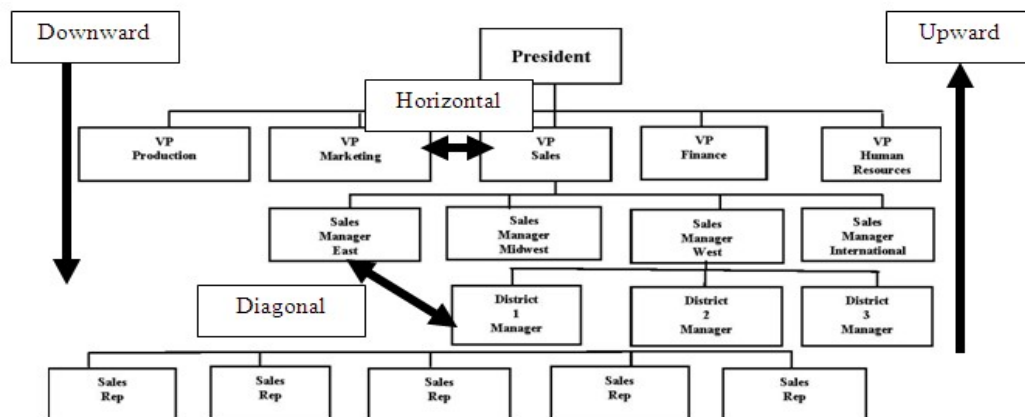 Downward
Upward
President
Horizontal
VP
Production
VP
Marketing
VP
Sales
VP
Finance
VP
Human
Resources
Sales
Manager
East
Sales
Manager
Midwest
Sales
Manager
West
Sales
Manager
International
Diagonal
District
1
Manager
District
2
Manager
District
3
Manager
Sales
Rep
Sales
Rep
Sales
Rep
Sales
Rep
Sales
Rep